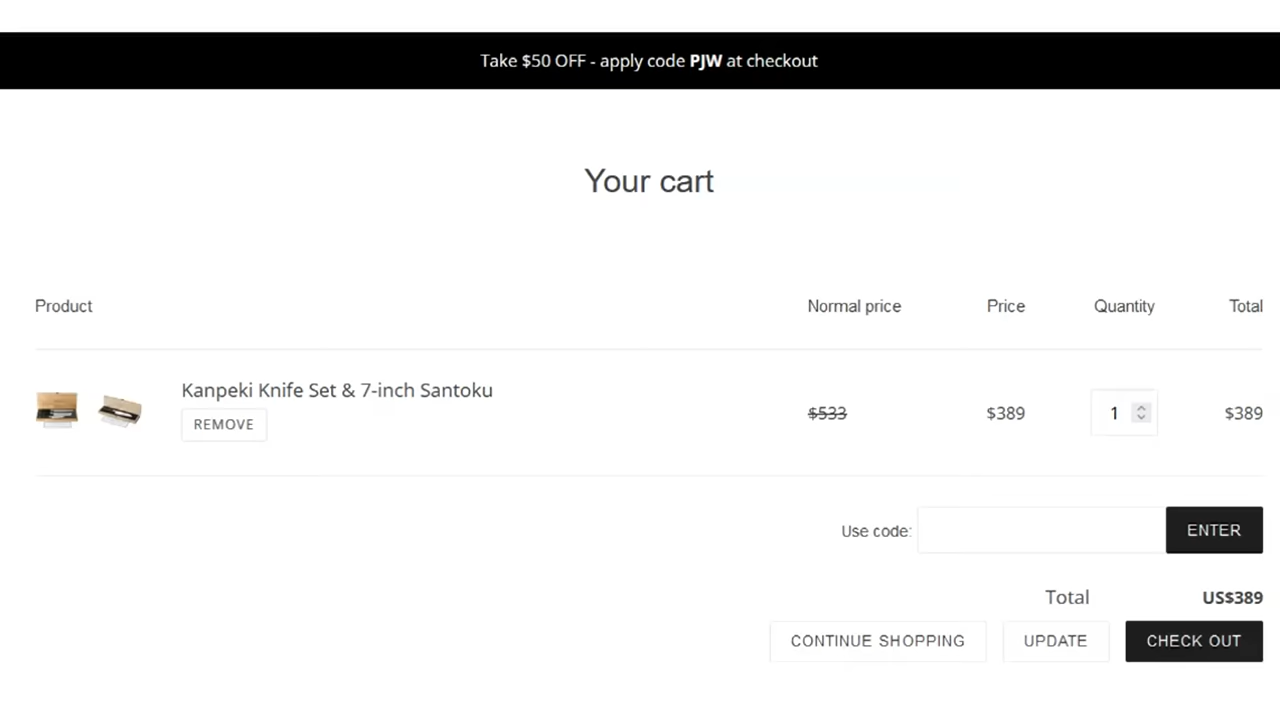 Take $50 OFF - apply code PJW at checkout
Your cart
Product Normal price Price Quantity Total
Kanpeki Knife Set & 7-inch Santoku
REMOVE
$533 $389 1 $389
Use code: ENTER
Total US$389
CONTINUE SHOPPING UPDATE CHECK OUT